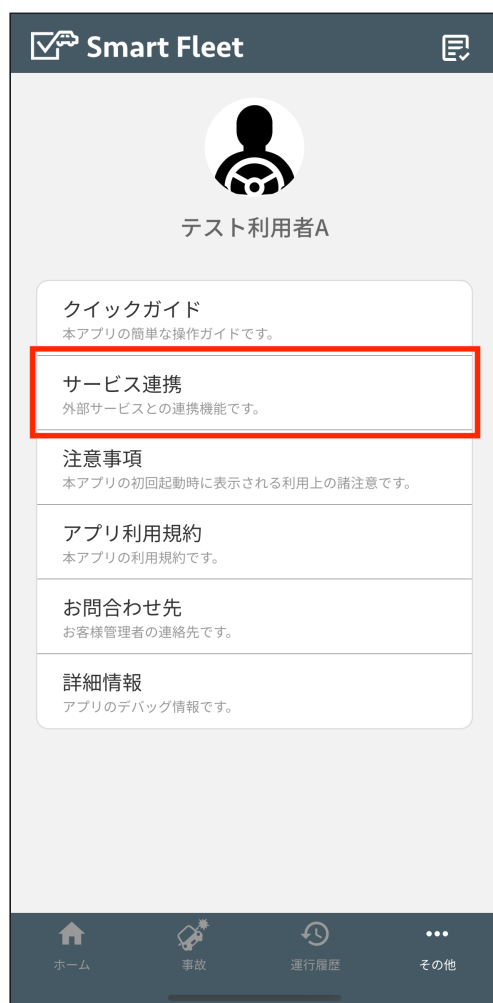 Smart Fleet
テスト利用者A
クイックガイド
本アプリの簡単な操作ガイドです。
サービス連携
外部サービスとの連携機能です。
注意事項
本アプリの初回起動時に表示される利用上の諸注意です。
アプリ利用規約
本アプリの利用規約です。
お問合わせ先
お客様管理者の連絡先です。
詳細情報
アプリのデバッグ情報です。
ホーム
事故
運行履歴
その他